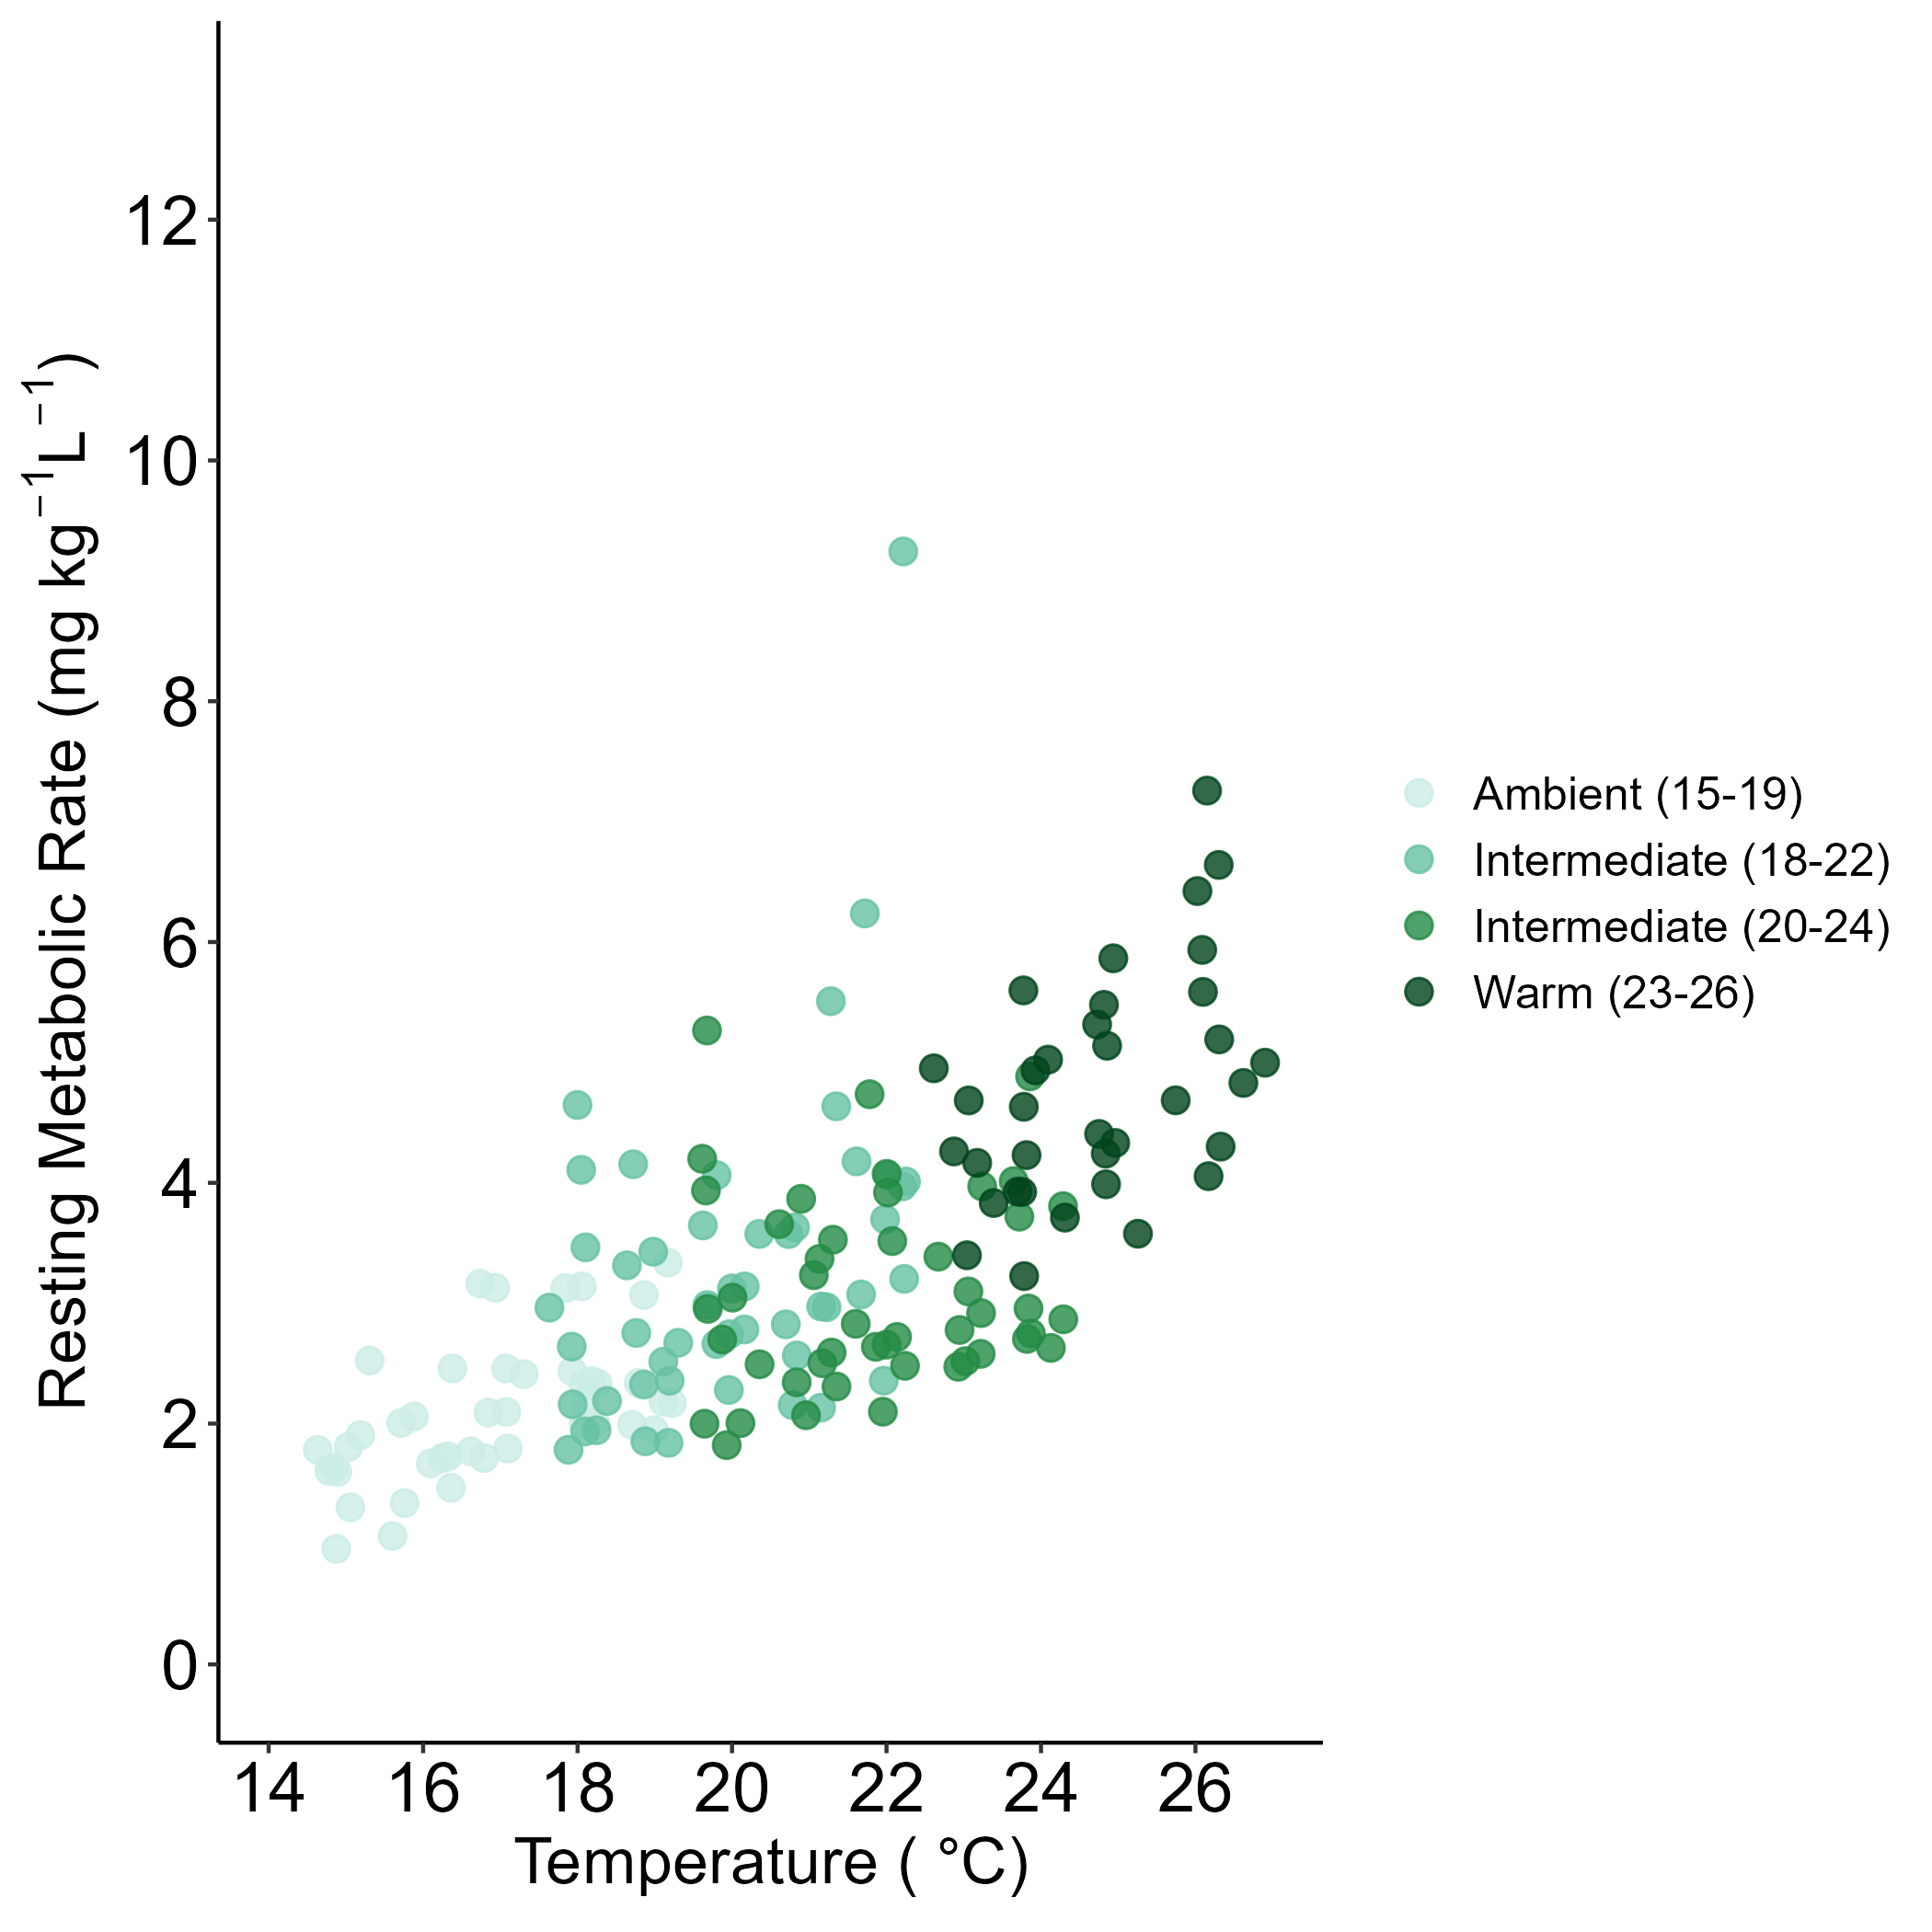 12
10
8
6
4
2
0
Resting Metabolic Rate (mg kg⁻¹L⁻¹)
14 16 18 20 22 24 26
Temperature ( °C)
Ambient (15-19)
Intermediate (18-22)
Intermediate (20-24)
Warm (23-26)